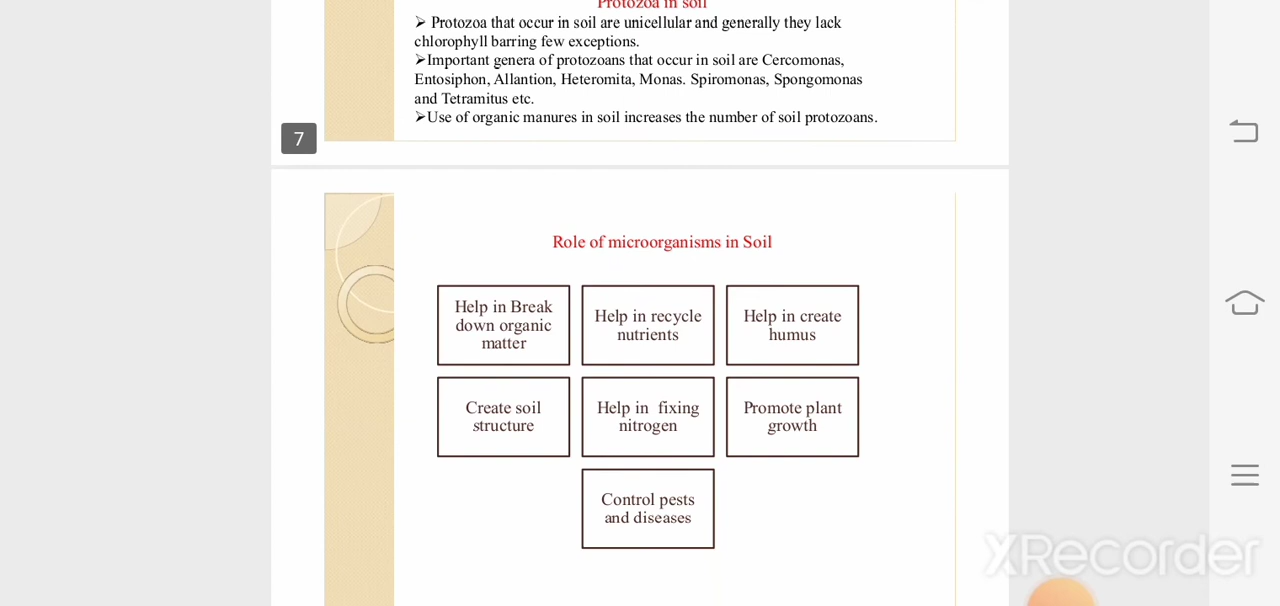 Protozoa in soil
➢ Protozoa that occur in soil are unicellular and generally they lack
chlorophyll barring few exceptions.
➢Important genera of protozoans that occur in soil are Cercomonas,
Entosiphon, Allantion, Heteromita, Monas. Spiromonas, Spongomonas
and Tetramitus etc.
➢Use of organic manures in soil increases the number of soil protozoans.
7
Role of microorganisms in Soil
Help in Break
down organic
matter
Help in recycle
nutrients
Help in create
humus
Create soil
structure
Help in fixing
nitrogen
Promote plant
growth
Control pests
and diseases
XRecorder